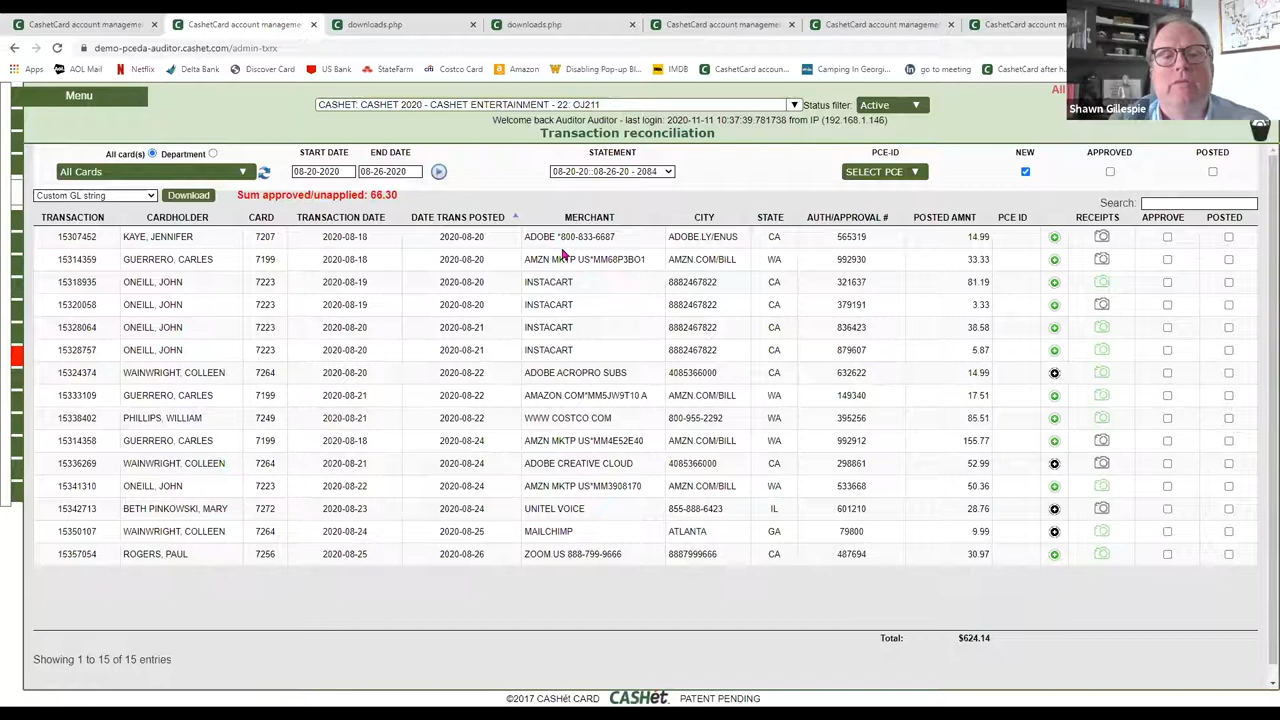 CashetCard account managemen
CashetCard account managemen
downloads.php
downloads.php
CashetCard account managemen
CashetCard account managemen
CashetCard account m
demo-pceda-auditor.cashet.com/admin-txrx
Apps
AOL Mail
Netflix
Delta Bank
Discover Card
US Bank
StateFarm
Costco Card
Amazon
Disabling Pop-up Bl...
IMDB
CashetCard accoun...
Camping In Georgi...
go to meeting
CashetCard after h
Shawn Gillespie
Menu
CASHET: CASHET 2020 - CASHET ENTERTAINMENT - 22: OJ211
Status filter:
Active
All
Welcome back Auditor Auditor - last login: 2020-11-11 10:37:39.781738 from IP (192.168.1.146)
Transaction reconciliation
All card(s) Department
START DATE
END DATE
STATEMENT
PCE-ID
NEW
APPROVED
POSTED
All Cards
08-20-2020
08-26-2020
08-20-20::08-26-20 - 2084
SELECT PCE
Custom GL string
Download
Sum approved/unapplied: 66.30
Search:
TRANSACTION CARDHOLDER CARD TRANSACTION DATE DATE TRANS POSTED MERCHANT CITY STATE AUTH/APPROVAL # POSTED AMNT PCE ID RECEIPTS APPROVE POSTED
15307452 KAYE, JENNIFER 7207 2020-08-18 2020-08-20 ADOBE *800-833-6687 ADOBE.LY/ENUS CA 565319 14.99
15314359 GUERRERO, CARLES 7199 2020-08-18 2020-08-20 AMZN MKTP US*MM68P3BO1 AMZN.COM/BILL WA 992930 33.33
15318935 ONEILL, JOHN 7223 2020-08-19 2020-08-20 INSTACART 8882467822 CA 321637 81.19
15320058 ONEILL, JOHN 7223 2020-08-19 2020-08-20 INSTACART 8882467822 CA 379191 3.33
15328064 ONEILL, JOHN 7223 2020-08-20 2020-08-21 INSTACART 8882467822 CA 336423 38.58
15328757 ONEILL, JOHN 7223 2020-08-20 2020-08-21 INSTACART 8882467822 CA 879607 5.87
15324374 WAINWRIGHT, COLLEEN 7264 2020-08-20 2020-08-22 ADOBE ACROPRO SUBS 4085366000 CA 632622 14.99
15333109 GUERRERO, CARLES 7199 2020-08-21 2020-08-22 AMAZON COM*MM5JW9T10 A AMZN.COM/BILL WA 149340 17.51
15338402 PHILLIPS, WILLIAM 7249 2020-08-21 2020-08-22 WWW COSTCO COM 800-955-2292 WA 395256 85.51
15314358 GUERRERO, CARLES 7199 2020-08-18 2020-08-24 AMZN MKTP US*MM4E52E40 AMZN.COM/BILL WA 992912 155.77
15336269 WAINWRIGHT, COLLEEN 7264 2020-08-21 2020-08-24 ADOBE CREATIVE CLOUD 4085366000 CA 298861 52.99
15341310 ONEILL, JOHN 7223 2020-08-22 2020-08-24 AMZN MKTP US*MM3908170 AMZN.COM/BILL WA 533668 50.36
15342713 BETH PINKOWSKI, MARY 7272 2020-08-23 2020-08-24 UNITEL VOICE 855-888-6423 IL 601210 28.76
15350107 WAINWRIGHT, COLLEEN 7264 2020-08-24 2020-08-25 MAILCHIMP ATLANTA GA 79800 9.99
15357054 ROGERS, PAUL 7256 2020-08-25 2020-08-26 ZOOM.US 888-799-9666 8887999666 CA 487694 30.97
Total: $624.14
Showing 1 to 15 of 15 entries
©2017 CASHét CARD CASHét PATENT PENDING